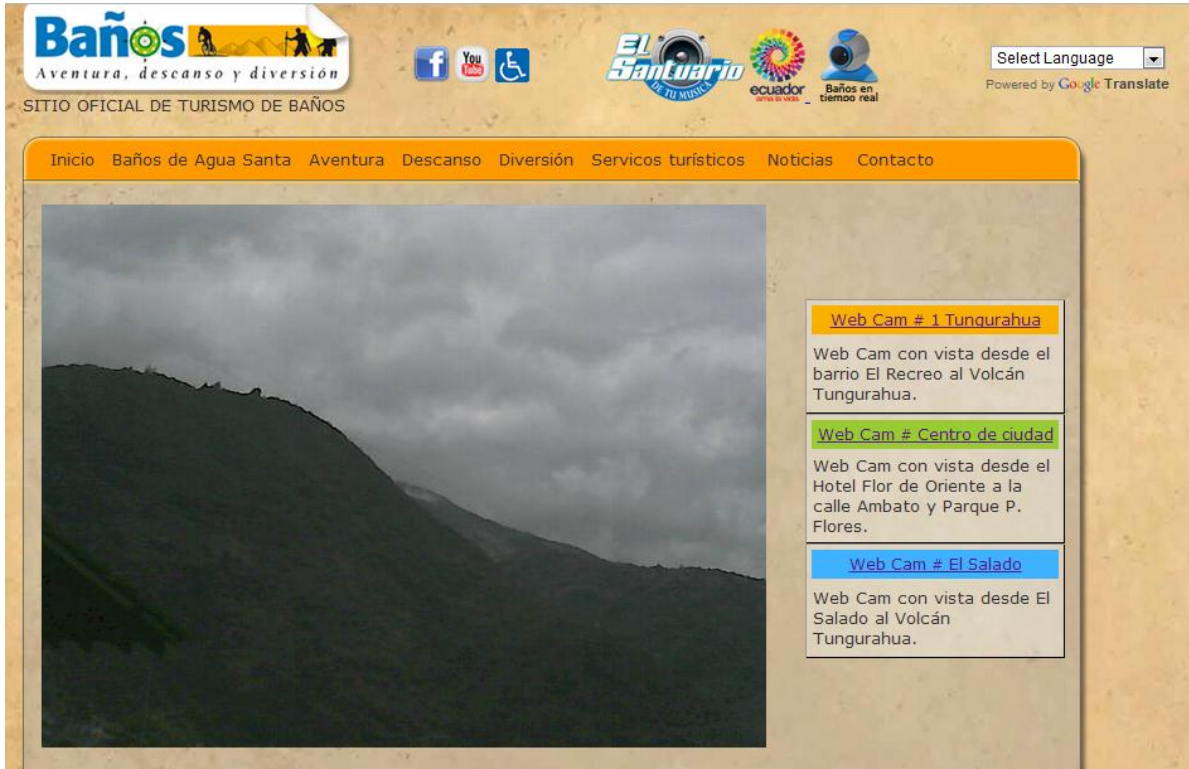 Baños
Aventura, descanso y diversión
SITIO OFICIAL DE TURISMO DE BAÑOS
f
You
Tube
EL
Santuario
DE TU MUSICA
ecuador
ama la vida
Baños en
tiempo real
Select Language
Powered by Google Translate
Inicio Baños de Agua Santa Aventura Descanso Diversión Servicos turísticos Noticias Contacto
Web Cam # 1 Tungurahua
Web Cam con vista desde el
barrio El Recreo al Volcán
Tungurahua.
Web Cam # Centro de ciudad
Web Cam con vista desde el
Hotel Flor de Oriente a la
calle Ambato y Parque P.
Flores.
Web Cam # El Salado
Web Cam con vista desde El
Salado al Volcán
Tungurahua.